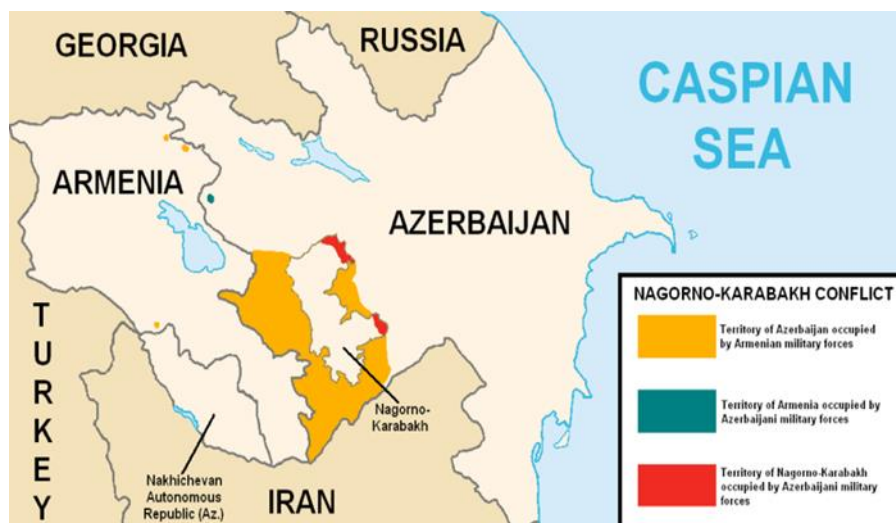 GEORGIA
RUSSIA
CASPIAN
SEA
ARMENIA
AZERBAIJAN
TURKEY
Nagorno-
Karabakh
Nakhichevan
Autonomous
Republic (Az.)
IRAN
NAGORNO-KARABAKH CONFLICT
Territory of Azerbaijan occupied
by Armenian military forces
Territory of Armenia occupied by
Azerbaijani military forces
Territory of Nagorno-Karabakh
occupied by Azerbaijani military
forces